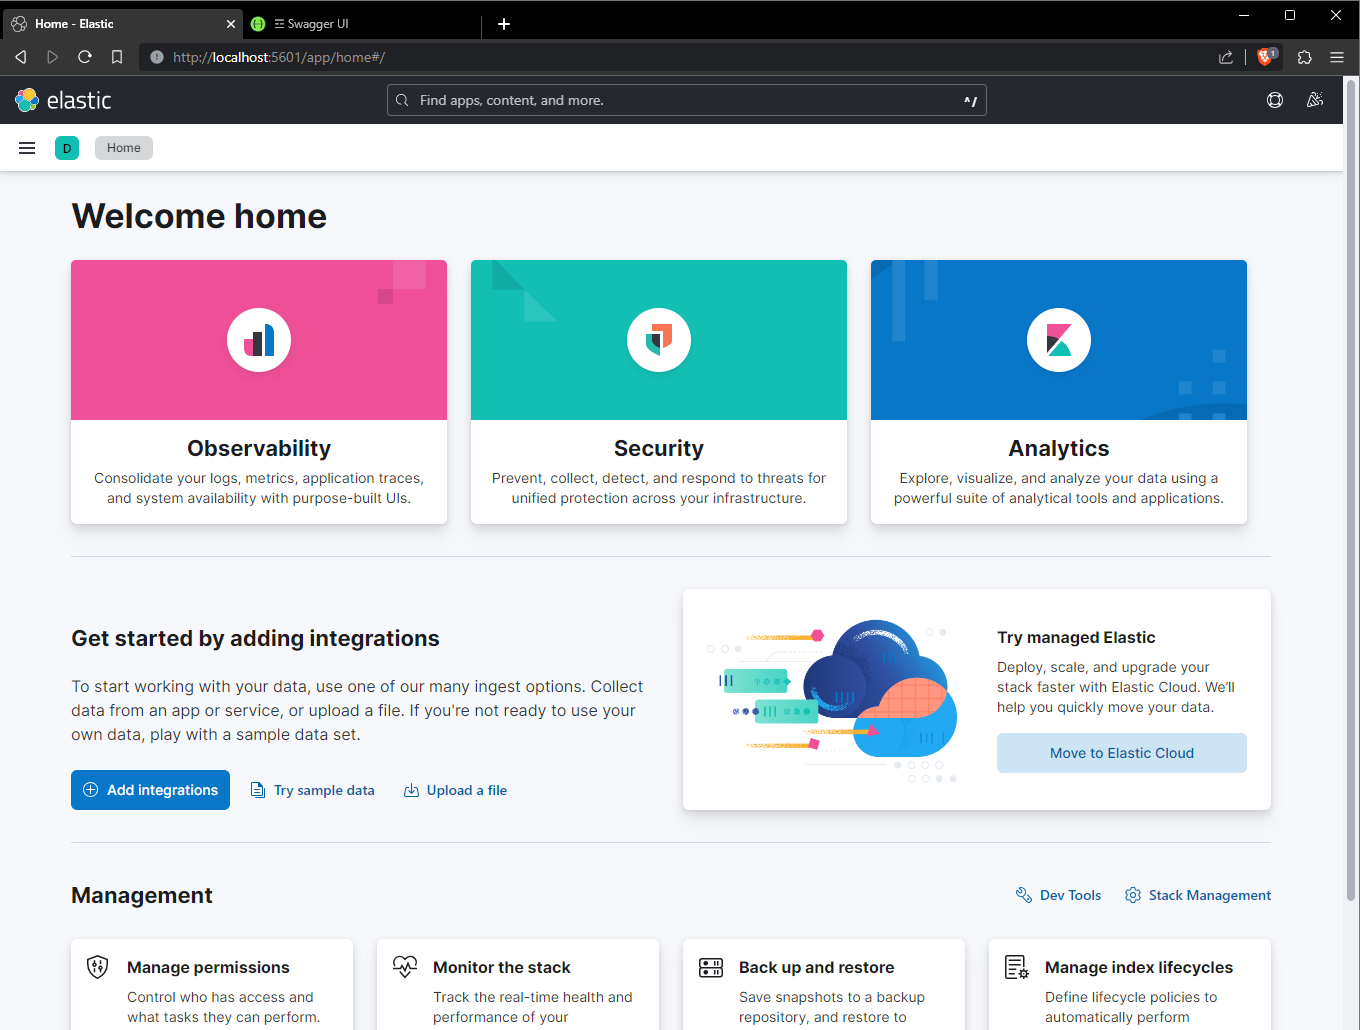 Home - Elastic
Swagger UI
http://localhost:5601/app/home#/
1
elastic
Find apps, content, and more.
^/
D
Home
Welcome home
Observability
Consolidate your logs, metrics, application traces,
and system availability with purpose-built UIs.
Security
Prevent, collect, detect, and respond to threats for
unified protection across your infrastructure.
Analytics
Explore, visualize, and analyze your data using a
powerful suite of analytical tools and applications.
Get started by adding integrations
To start working with your data, use one of our many ingest options. Collect
data from an app or service, or upload a file. If you're not ready to use your
own data, play with a sample data set.
Add integrations
Try sample data
Upload a file
Try managed Elastic
Deploy, scale, and upgrade your
stack faster with Elastic Cloud. We’ll
help you quickly move your data.
Move to Elastic Cloud
Management
Dev Tools
Stack Management
Manage permissions
Control who has access and
what tasks they can perform.
Monitor the stack
Track the real-time health and
performance of your
Back up and restore
Save snapshots to a backup
repository, and restore to
Manage index lifecycles
Define lifecycle policies to
automatically perform